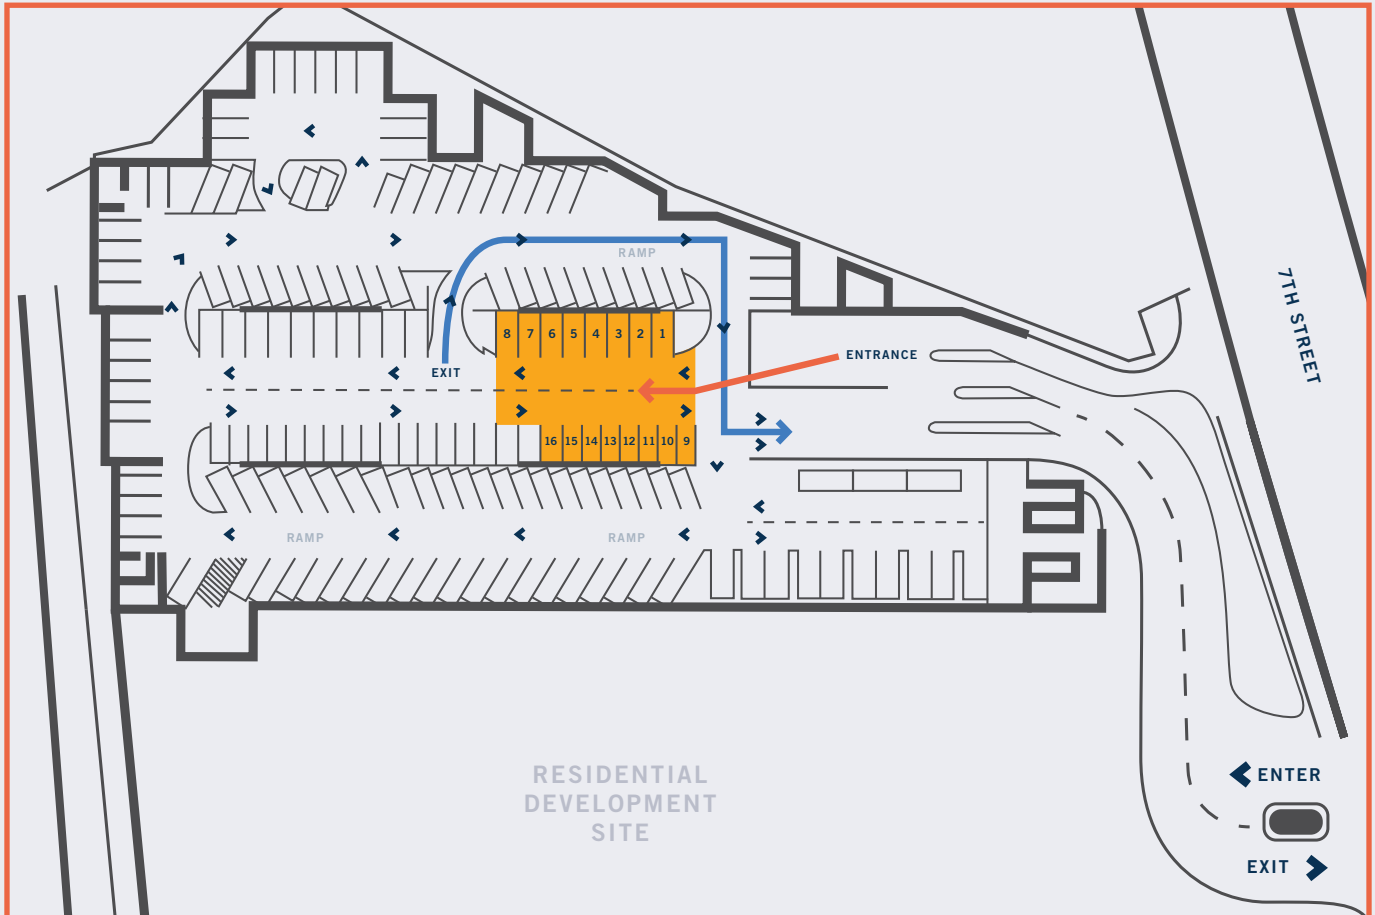 RAMP
7TH STREET
8 7 6 5 4 3 2 1
ENTRANCE
EXIT
16 15 14 13 12 11 10 9
RAMP
RAMP
RESIDENTIAL
DEVELOPMENT
SITE
ENTER
EXIT